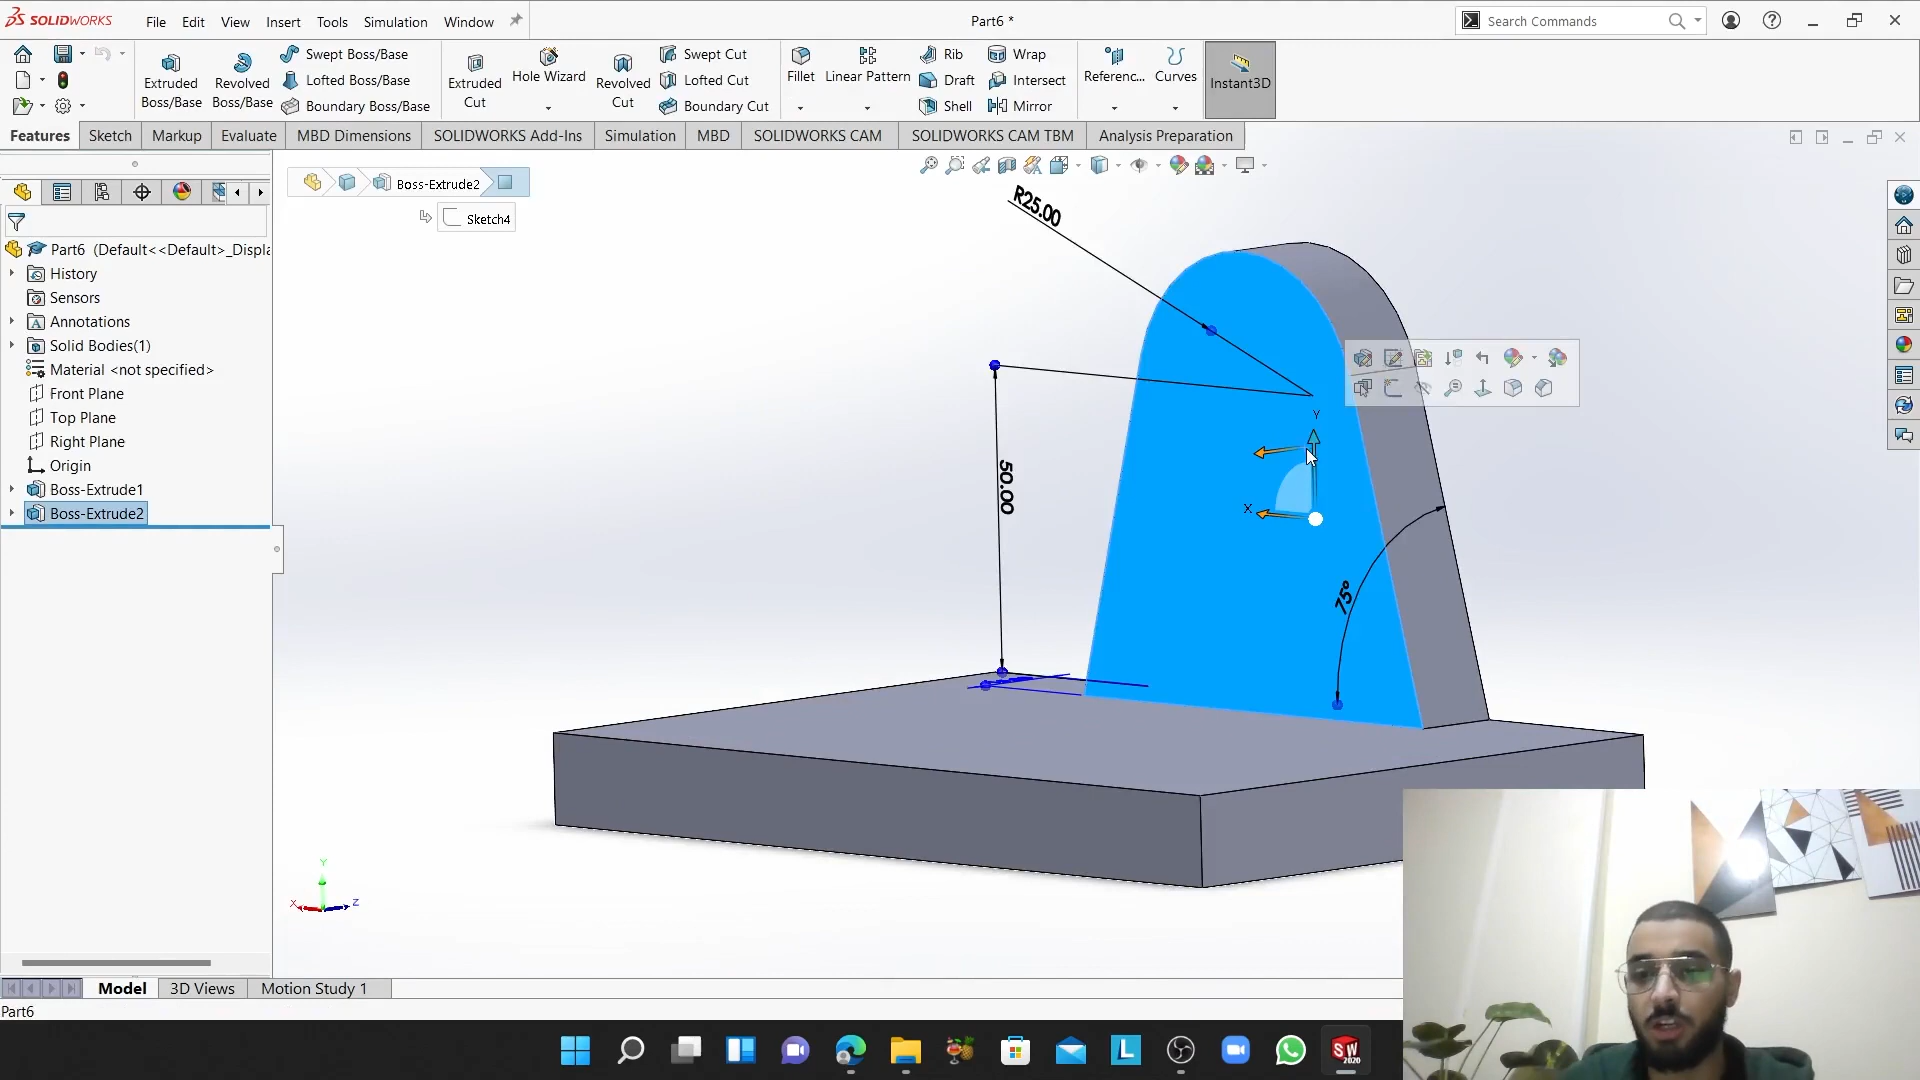 SOLIDWORKS
File Edit View Insert Tools Simulation Window
Part6 *
Search Commands
Extruded Boss/Base
Revolved Boss/Base
Swept Boss/Base
Lofted Boss/Base
Boundary Boss/Base
Extruded Cut
Hole Wizard
Revolved Cut
Swept Cut
Lofted Cut
Boundary Cut
Fillet
Linear Pattern
Rib
Draft
Shell
Wrap
Intersect
Mirror
Referenc...
Curves
Instant3D
Features Sketch Markup Evaluate MBD Dimensions SOLIDWORKS Add-Ins Simulation MBD SOLIDWORKS CAM SOLIDWORKS CAM TBM Analysis Preparation
Boss-Extrude2
Sketch4
Part6 (Default<<Default>_Displa
History
Sensors
Annotations
Solid Bodies(1)
Material <not specified>
Front Plane
Top Plane
Right Plane
Origin
Boss-Extrude1
Boss-Extrude2
R25.00
50.00
75°
Y
X
Y
X
Z
Model 3D Views Motion Study 1
Part6
L
SW
2020